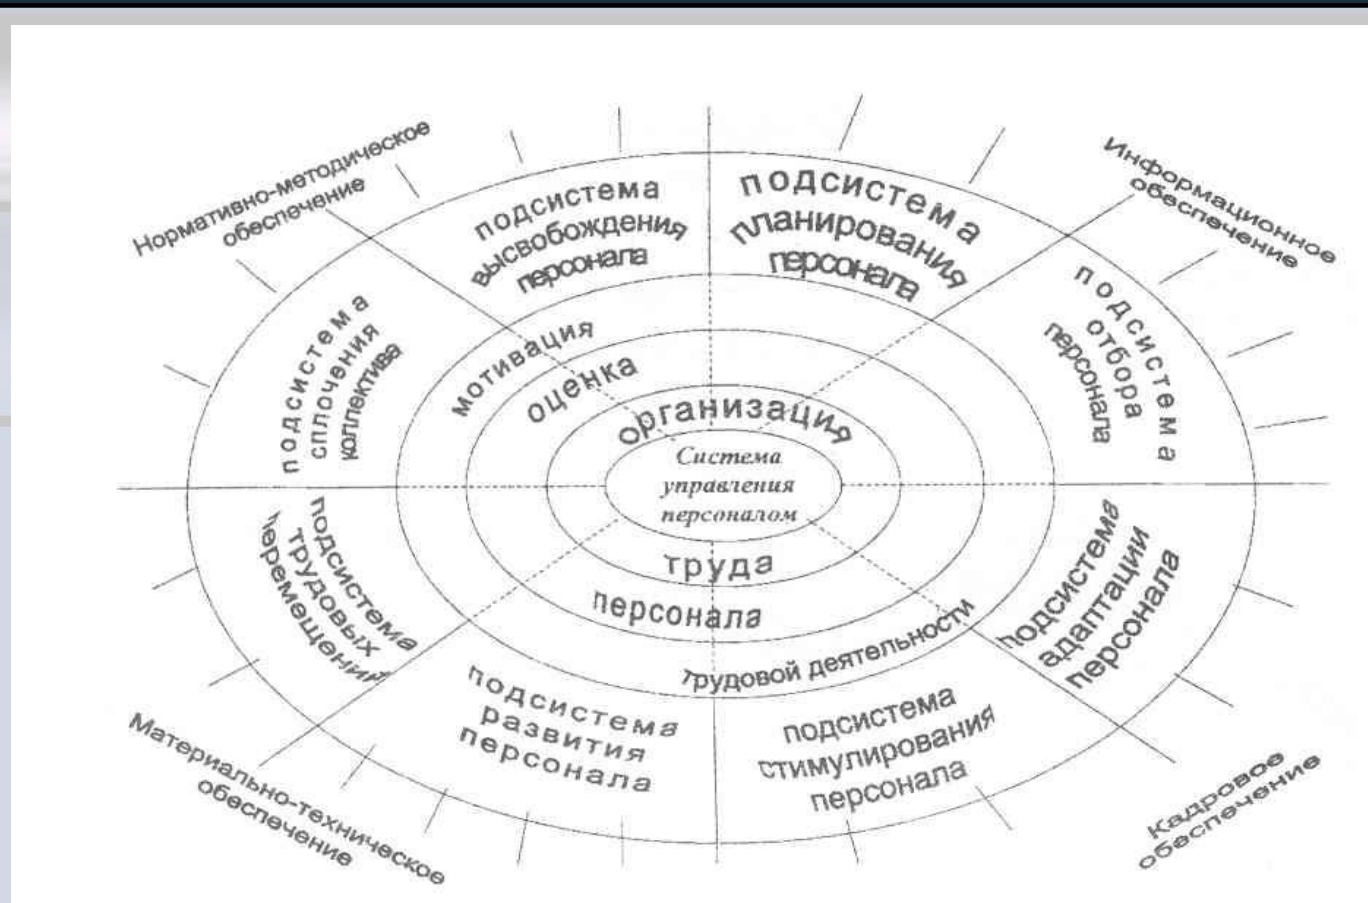 Нормативно-методическое
обеспечение
Информационное
обеспечение
подсистема
высвобождения
персонала
подсистема
планирования
персонала
подсистема
отбора
персонала
подсистема
адаптации
персонала
подсистема
стимулирования
персонала
подсистема
развития
персонала
подсистема
трудовых
перемещений
подсистема
сплочения
коллектива
мотивация
трудовой деятельности
оценка
персонала
организация
труда
Система
управления
персоналом
Материально-техническое
обеспечение
Кадровое
обеспечение